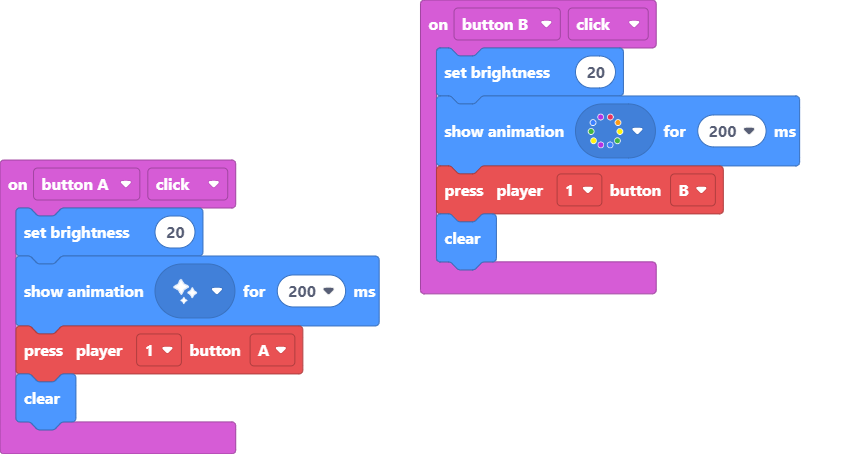 on button A click
set brightness 20
show animation for 200 ms
press player 1 button A
clear
on button B click
set brightness 20
show animation for 200 ms
press player 1 button B
clear